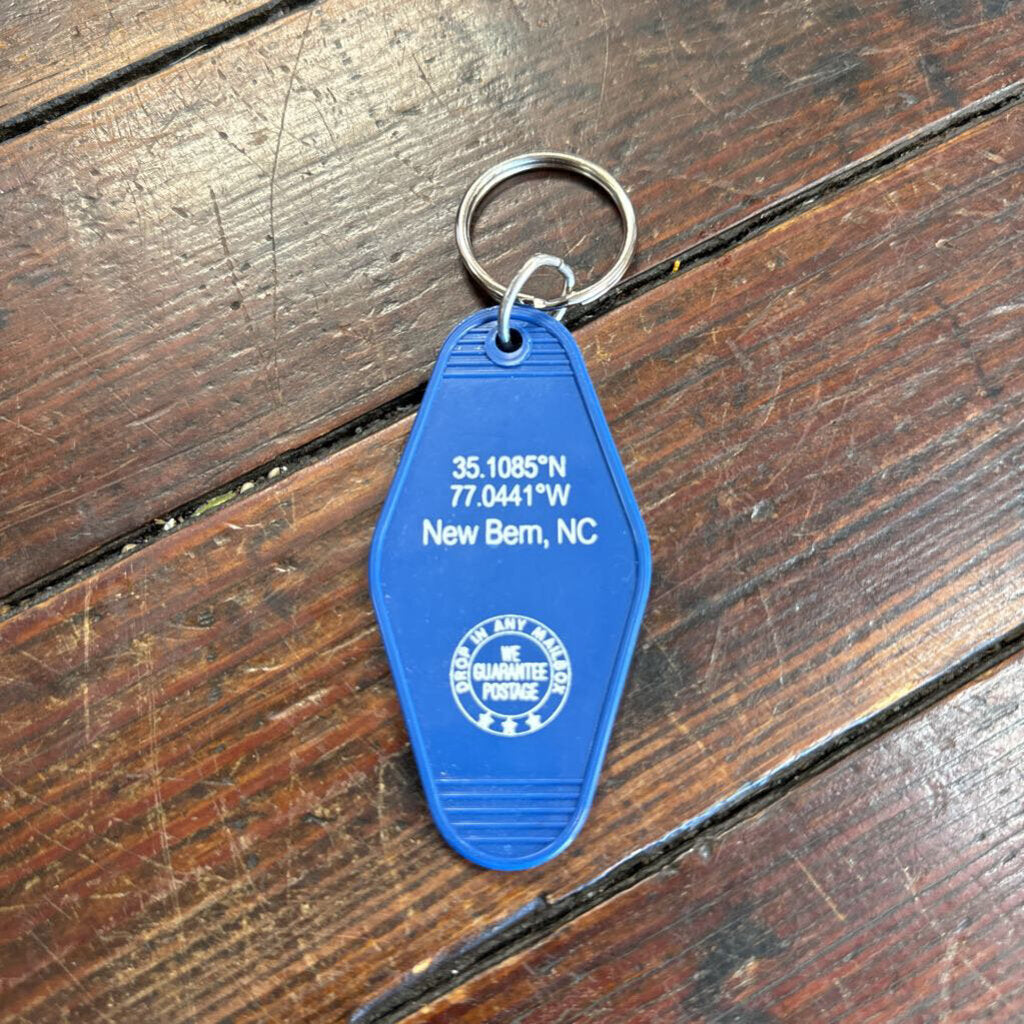 35.1085°N
77.0441°W
New Bern, NC
DROP IN ANY MAILBOX
WE
GUARANTEE
POSTAGE